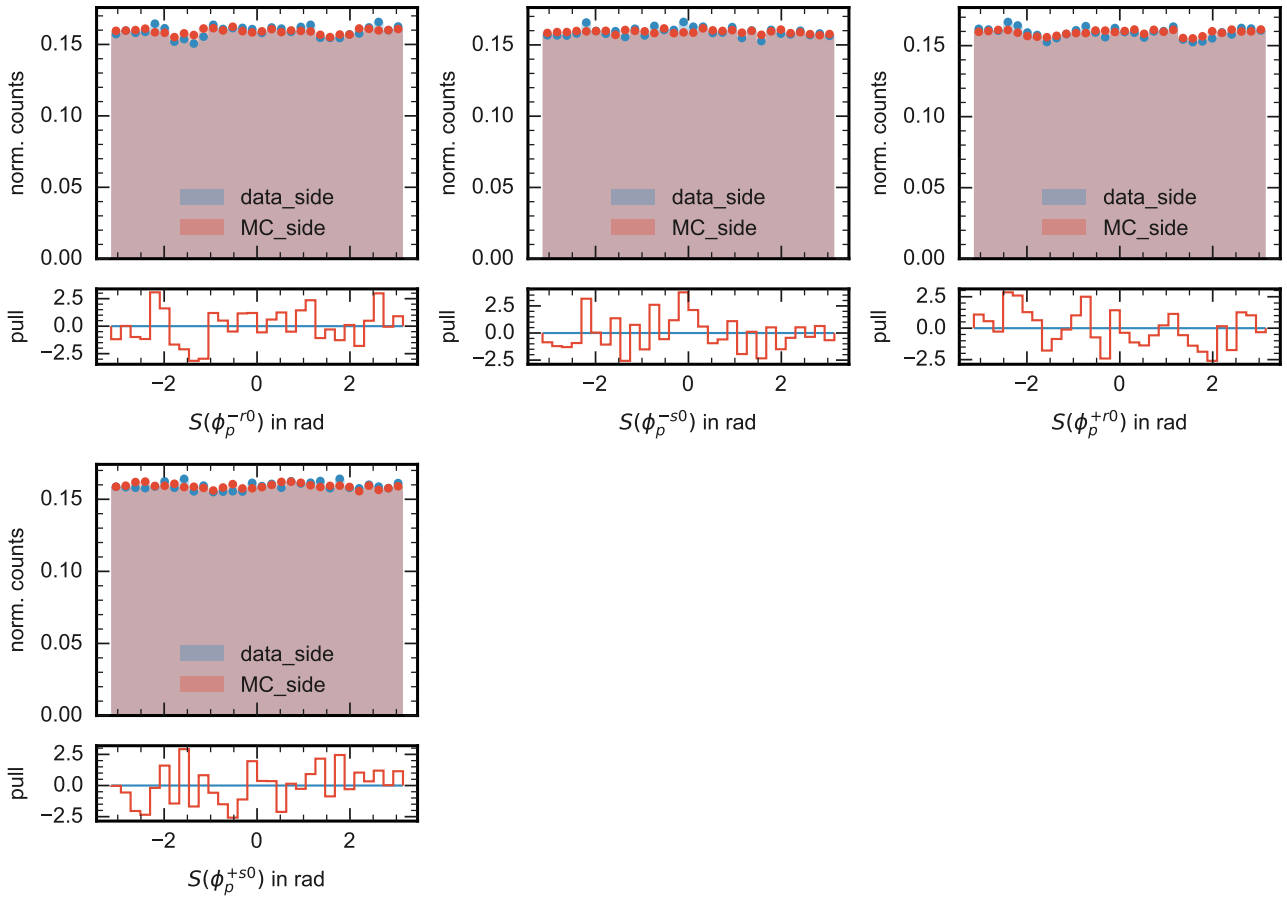 norm. counts
0.15
0.10
0.05
0.00
data_side
MC_side
pull
2.5
0.0
−2.5
−2 0 2
S(ϕ_p^{−r0}) in rad
norm. counts
0.15
0.10
0.05
0.00
data_side
MC_side
pull
2.5
0.0
−2.5
−2 0 2
S(ϕ_p^{−s0}) in rad
norm. counts
0.15
0.10
0.05
0.00
data_side
MC_side
pull
2.5
0.0
−2.5
−2 0 2
S(ϕ_p^{+r0}) in rad
norm. counts
0.15
0.10
0.05
0.00
data_side
MC_side
pull
2.5
0.0
−2.5
−2 0 2
S(ϕ_p^{+s0}) in rad